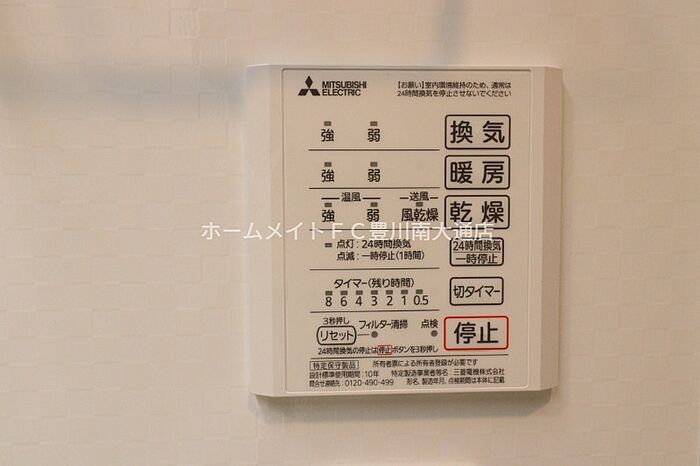 MITSUBISHI
ELECTRIC
【お願い】室内環境維持のため、通常は
24時間換気を停止させないでください
強 弱 換気
強 弱 暖房
温風 送風
強 弱 風乾燥 乾燥
ホームメイトFC豊川南大通店
点灯:24時間換気
点滅:一時停止(1時間)
24時間換気
一時停止
タイマー(残り時間)
8 6 4 3 2 1 0.5
切タイマー
3秒押し
リセット フィルター清掃 点検
停止
24時間換気の停止は停止ボタンを3秒押し
特定保守製品 所有者票による所有者登録が必要です
設計標準使用期間:10年 特定製造事業者等名:三菱電機株式会社
問合せ連絡先:0120-490-499 形名、製造年月、点検期間は本体に記載